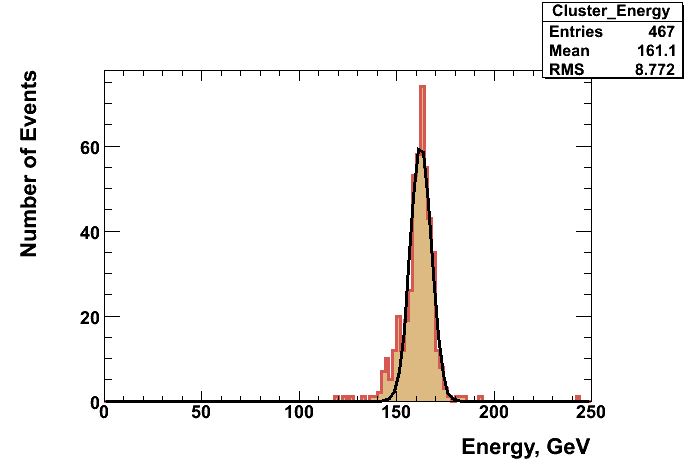 Cluster_Energy
Entries 467
Mean 161.1
RMS 8.772
Number of Events
60
40
20
0
0 50 100 150 200 250
Energy, GeV